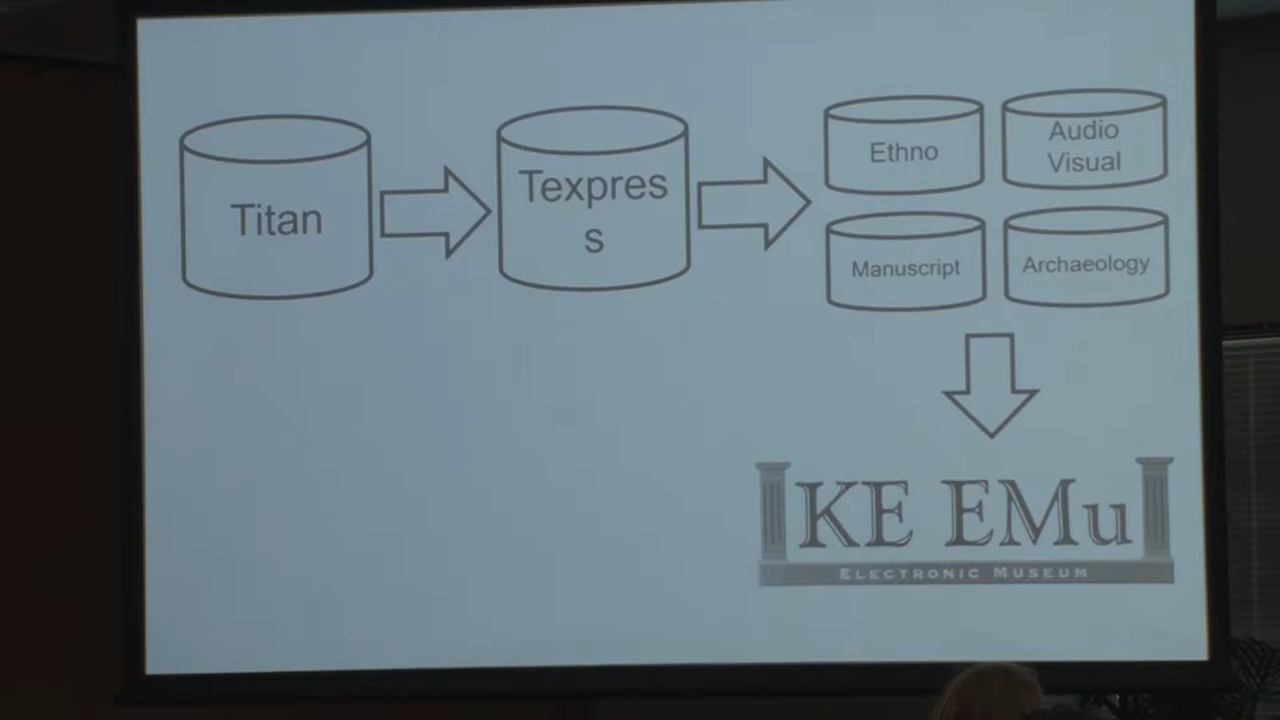 Titan
Texpres
s
Ethno
Audio
Visual
Manuscript
Archaeology
KE EMu
ELECTRONIC MUSEUM